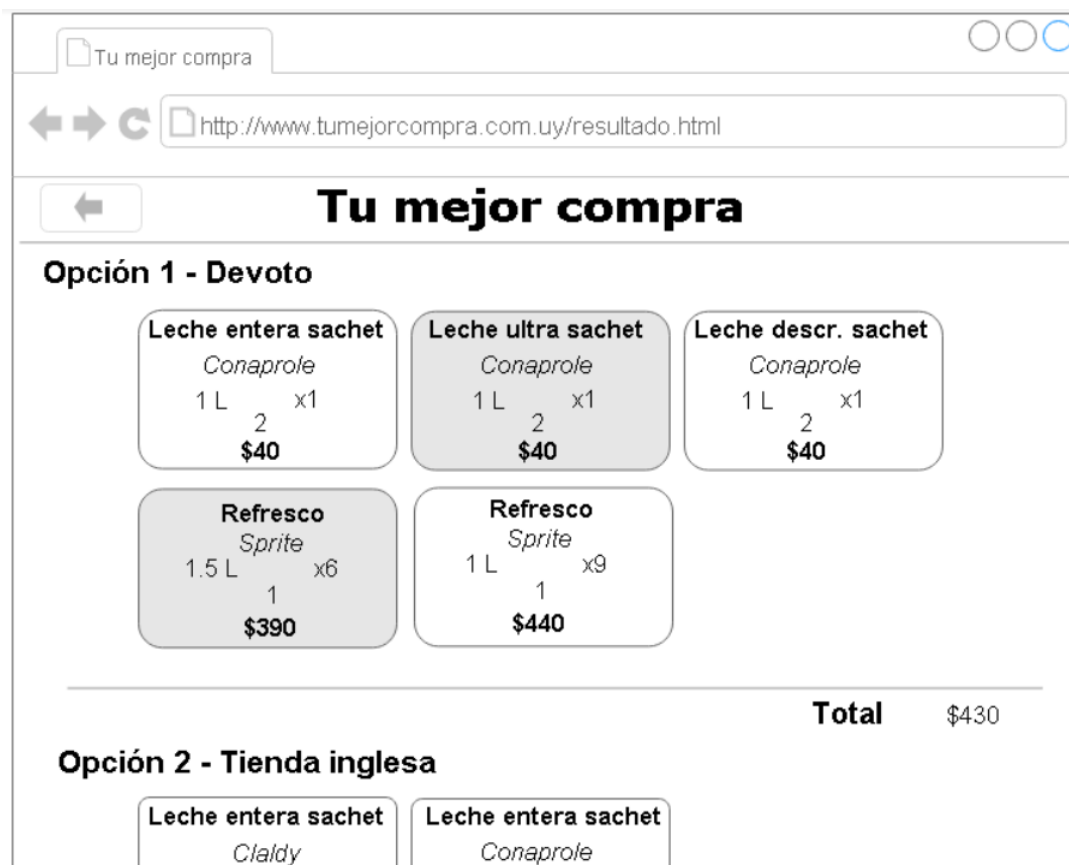 Tu mejor compra
http://www.tumejorcompra.com.uy/resultado.html
Tu mejor compra
Opción 1 - Devoto
Leche entera sachet
Conaprole
1 L x1
2
$40
Leche ultra sachet
Conaprole
1 L x1
2
$40
Leche descr. sachet
Conaprole
1 L x1
2
$40
Refresco
Sprite
1.5 L x6
1
$390
Refresco
Sprite
1 L x9
1
$440
Total $430
Opción 2 - Tienda inglesa
Leche entera sachet
Claldy
Leche entera sachet
Conaprole